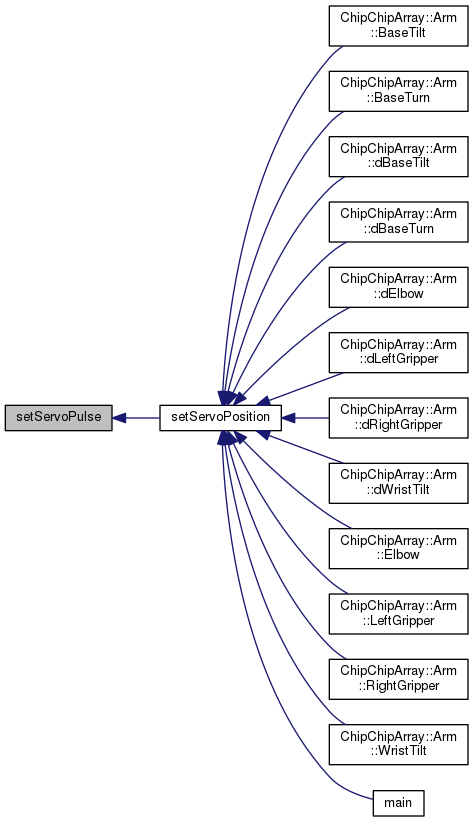 ChipChipArray::Arm
::BaseTilt
ChipChipArray::Arm
::BaseTurn
ChipChipArray::Arm
::dBaseTilt
ChipChipArray::Arm
::dBaseTurn
ChipChipArray::Arm
::dElbow
ChipChipArray::Arm
::dLeftGripper
setServoPulse
setServoPosition
ChipChipArray::Arm
::dRightGripper
ChipChipArray::Arm
::dWristTilt
ChipChipArray::Arm
::Elbow
ChipChipArray::Arm
::LeftGripper
ChipChipArray::Arm
::RightGripper
ChipChipArray::Arm
::WristTilt
main